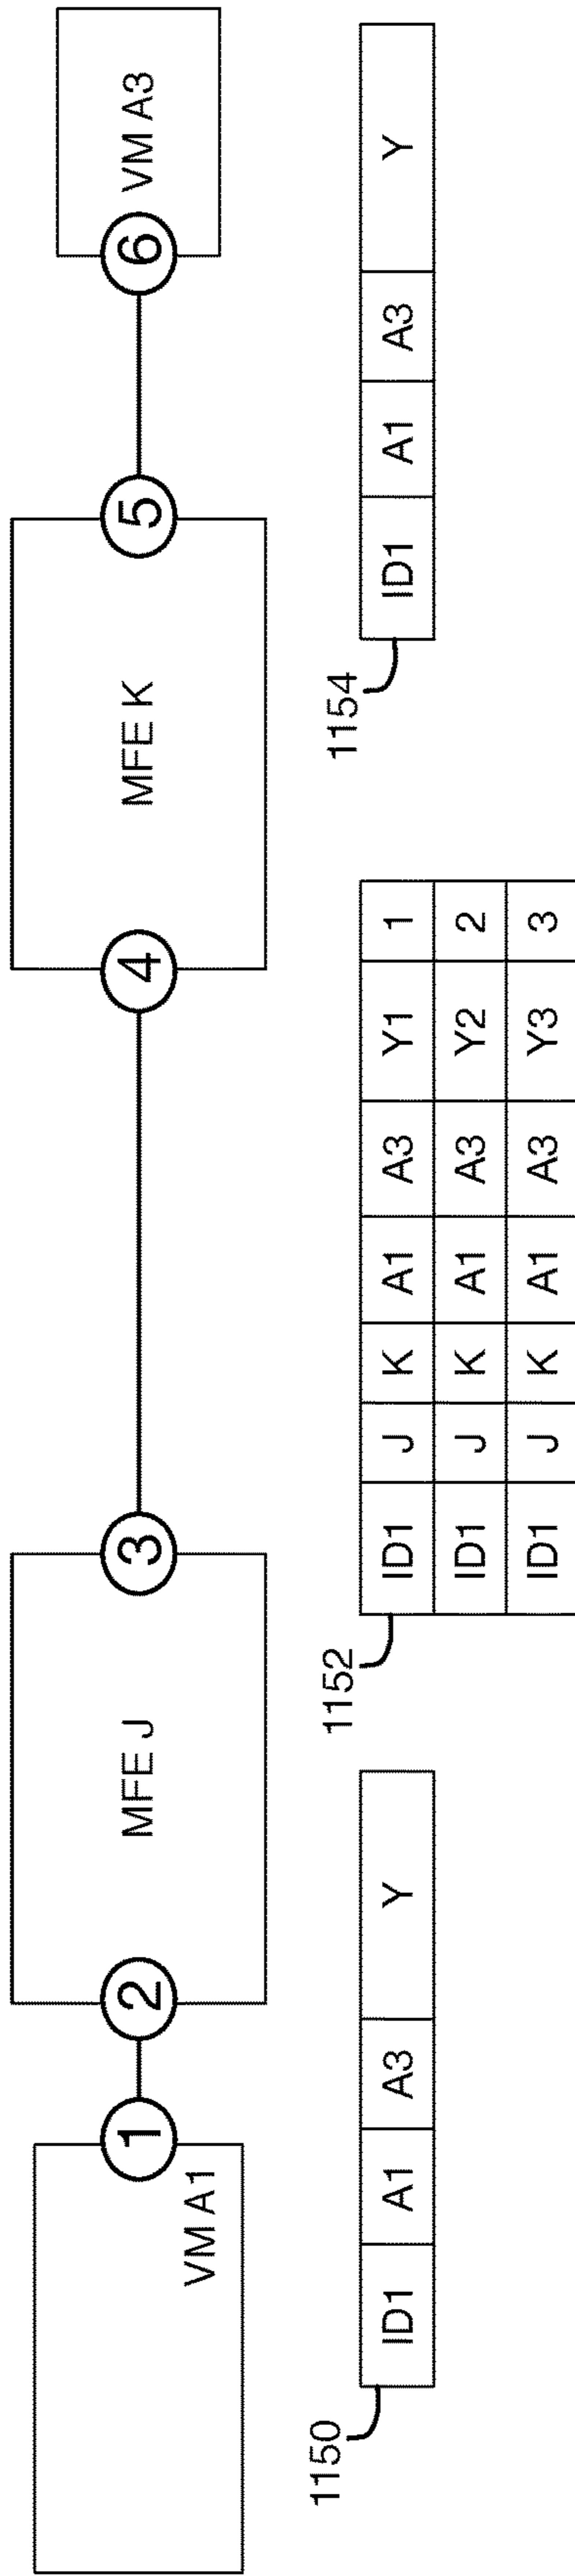 VM A1
1
2
MFE J
3
4
MFE K
5
6
VM A3
1150
ID1 A1 A3 Y
1152
ID1 J K A1 A3 Y1 1
ID1 J K A1 A3 Y2 2
ID1 J K A1 A3 Y3 3
1154
ID1 A1 A3 Y